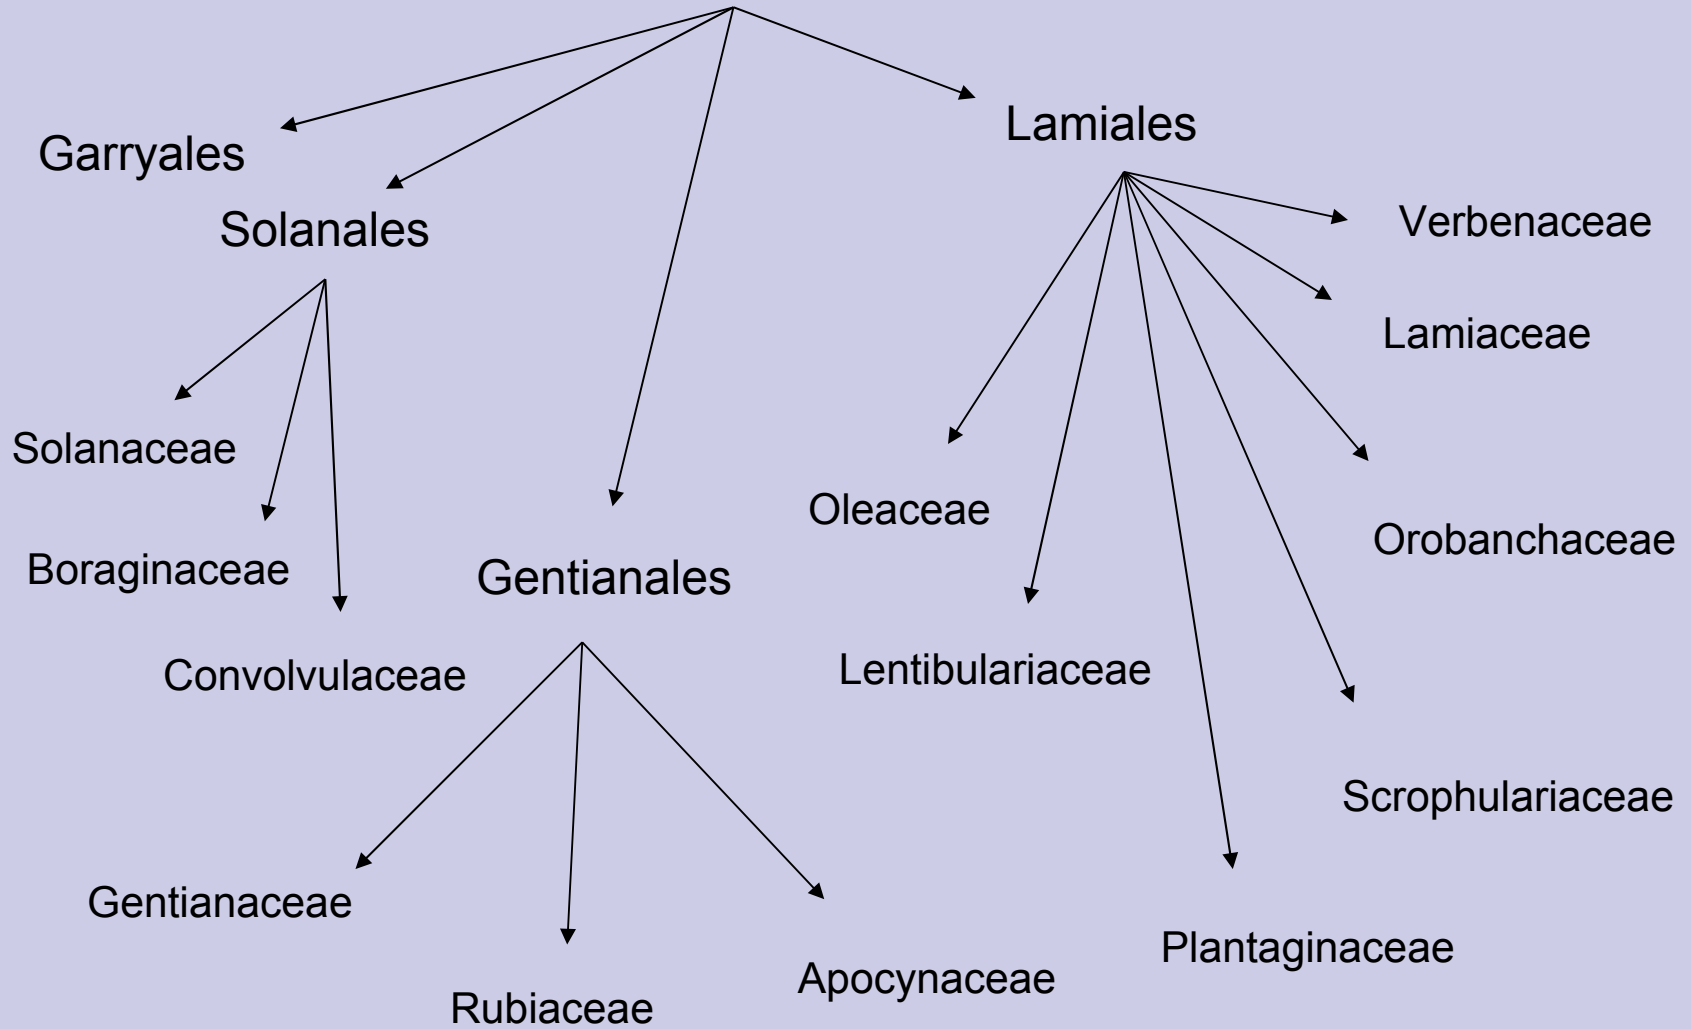 Garryales
Solanales
Lamiales
Verbenaceae
Lamiaceae
Solanaceae
Boraginaceae
Convolvulaceae
Gentianales
Oleaceae
Orobanchaceae
Lentibulariaceae
Scrophulariaceae
Gentianaceae
Rubiaceae
Apocynaceae
Plantaginaceae